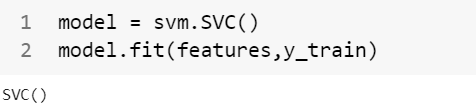 1 model = svm.SVC()
2 model.fit(features,y_train)
SVC()